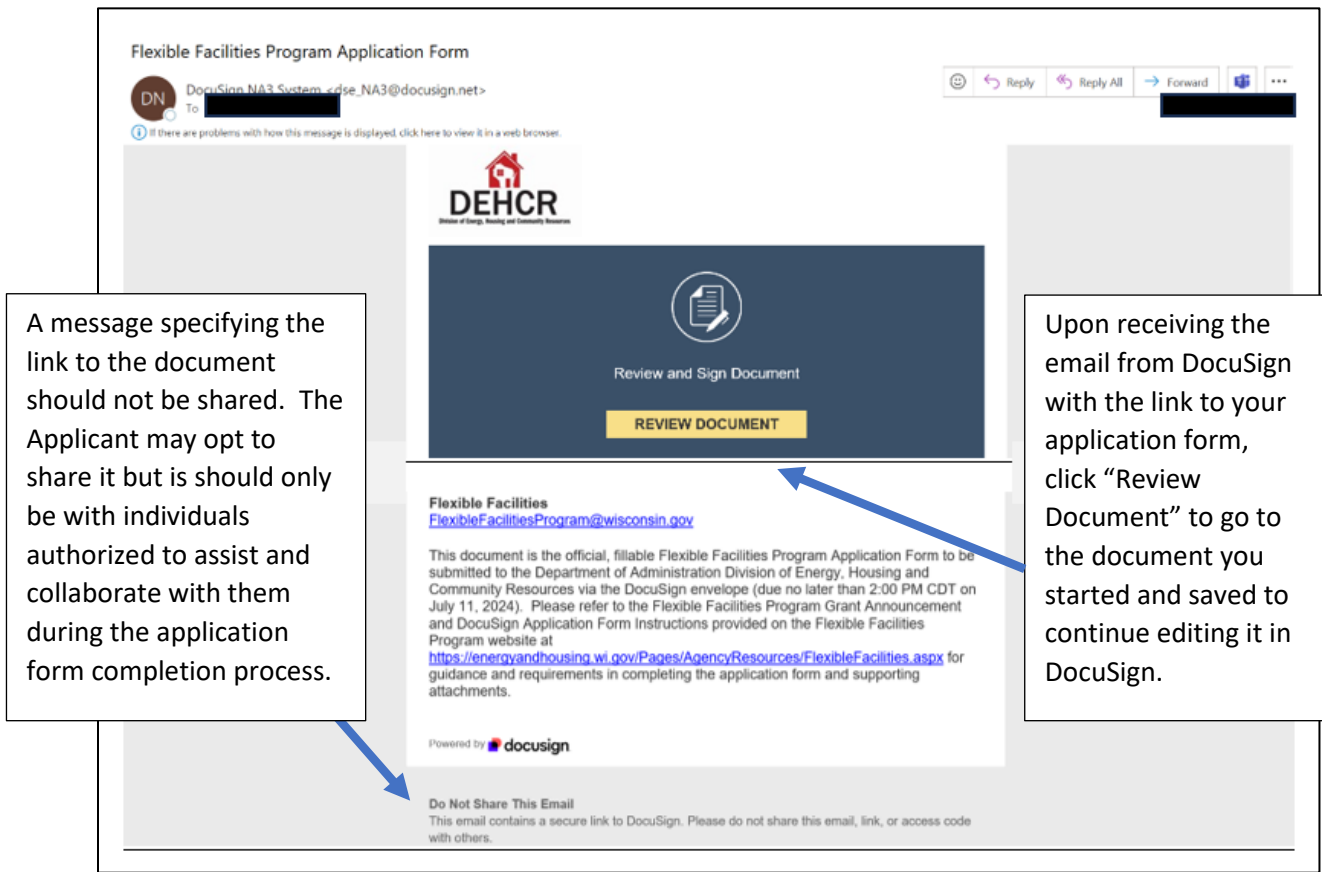 Flexible Facilities Program Application Form
DN
DocuSign NA3 System <dse_NA3@docusign.net>
To
Reply
Reply All
Forward
If there are problems with how this message is displayed, click here to view it in a web browser.
DEHCR
Division of Energy, Housing and Community Resources
Review and Sign Document
REVIEW DOCUMENT
A message specifying the
link to the document
should not be shared.  The
Applicant may opt to
share it but is should only
be with individuals
authorized to assist and
collaborate with them
during the application
form completion process.
Upon receiving the
email from DocuSign
with the link to your
application form,
click “Review
Document” to go to
the document you
started and saved to
continue editing it in
DocuSign.
Flexible Facilities
FlexibleFacilitiesProgram@wisconsin.gov
This document is the official, fillable Flexible Facilities Program Application Form to be
submitted to the Department of Administration Division of Energy, Housing and
Community Resources via the DocuSign envelope (due no later than 2:00 PM CDT on
July 11, 2024).  Please refer to the Flexible Facilities Program Grant Announcement
and DocuSign Application Form Instructions provided on the Flexible Facilities
Program website at
https://energyandhousing.wi.gov/Pages/AgencyResources/FlexibleFacilities.aspx for
guidance and requirements in completing the application form and supporting
attachments.
Powered by docusign
Do Not Share This Email
This email contains a secure link to DocuSign. Please do not share this email, link, or access code
with others.